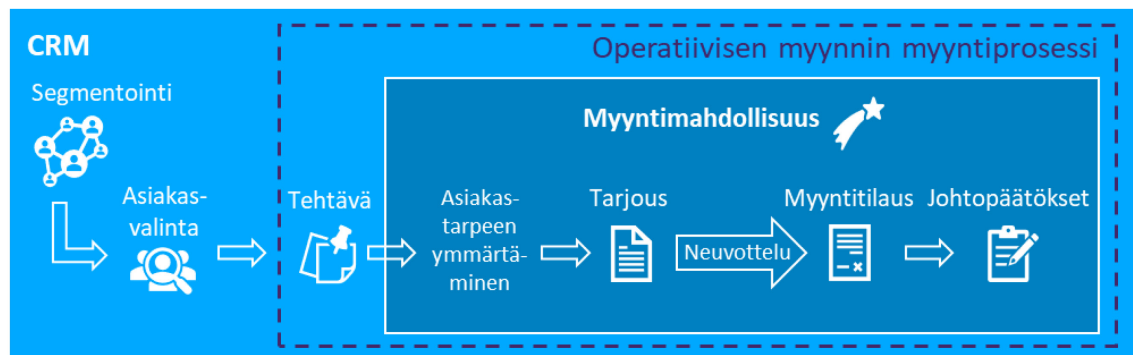 CRM
Operatiivisen myynnin myyntiprosessi
Segmentointi
Myyntimahdollisuus
Asiakas-
valinta
Tehtävä
Asiakas-
tarpeen
ymmärtä-
minen
Tarjous
Neuvottelu
Myyntitilaus
Johtopäätökset